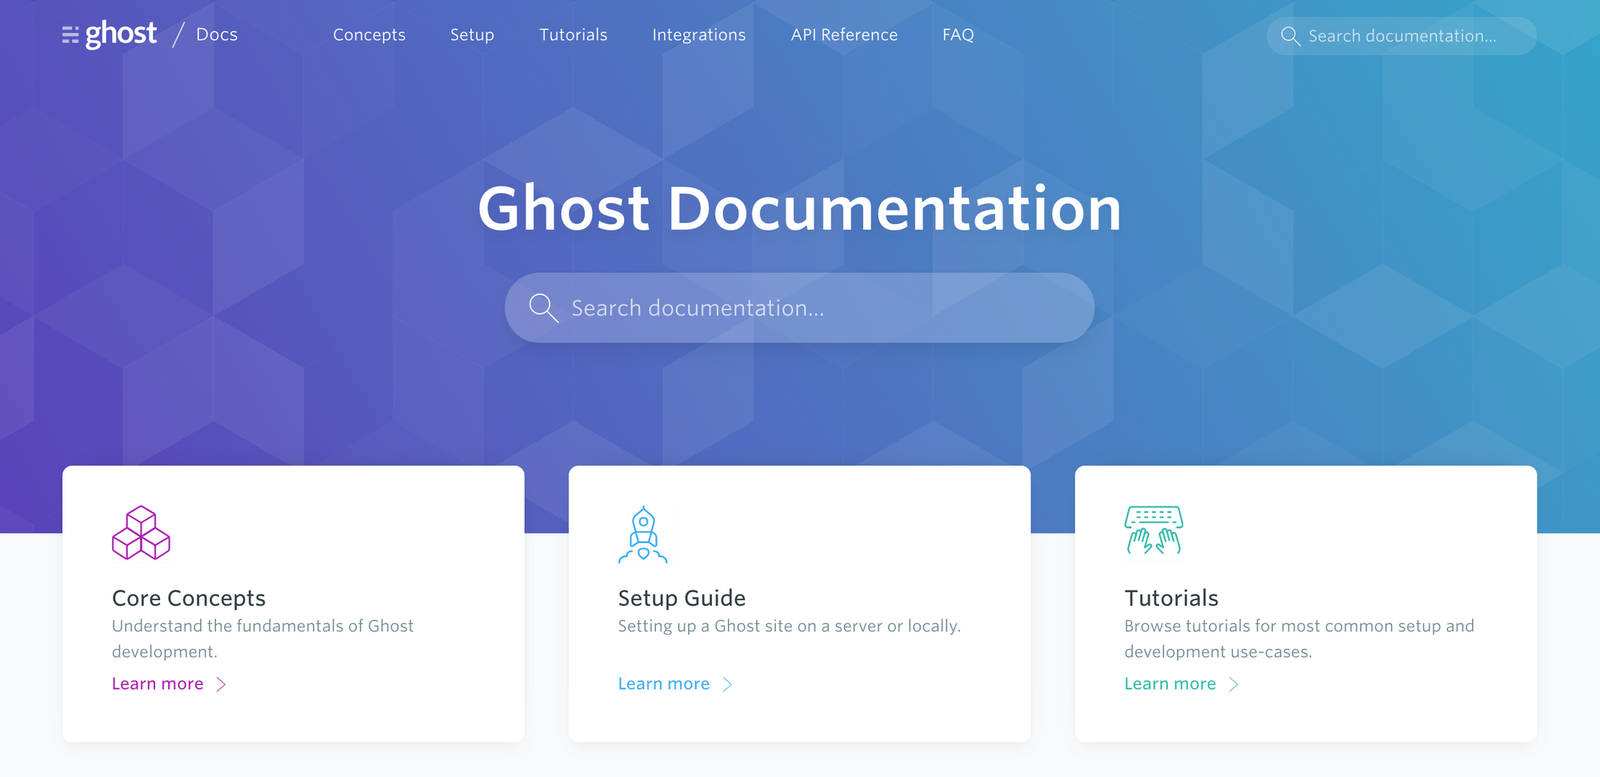 ghost / Docs Concepts Setup Tutorials Integrations API Reference FAQ Search documentation...
Ghost Documentation
Search documentation...
Core Concepts
Understand the fundamentals of Ghost
development.
Learn more
Setup Guide
Setting up a Ghost site on a server or locally.
Learn more
Tutorials
Browse tutorials for most common setup and
development use-cases.
Learn more